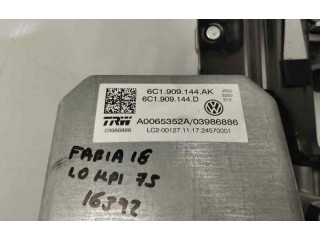 6C1.909.144.AK
6C1.909.144.D
TRW
03986886
A0065352A/03986886
LC2-00127.11.17.24570001
FABIA 16
1.0 MPI 75
16392